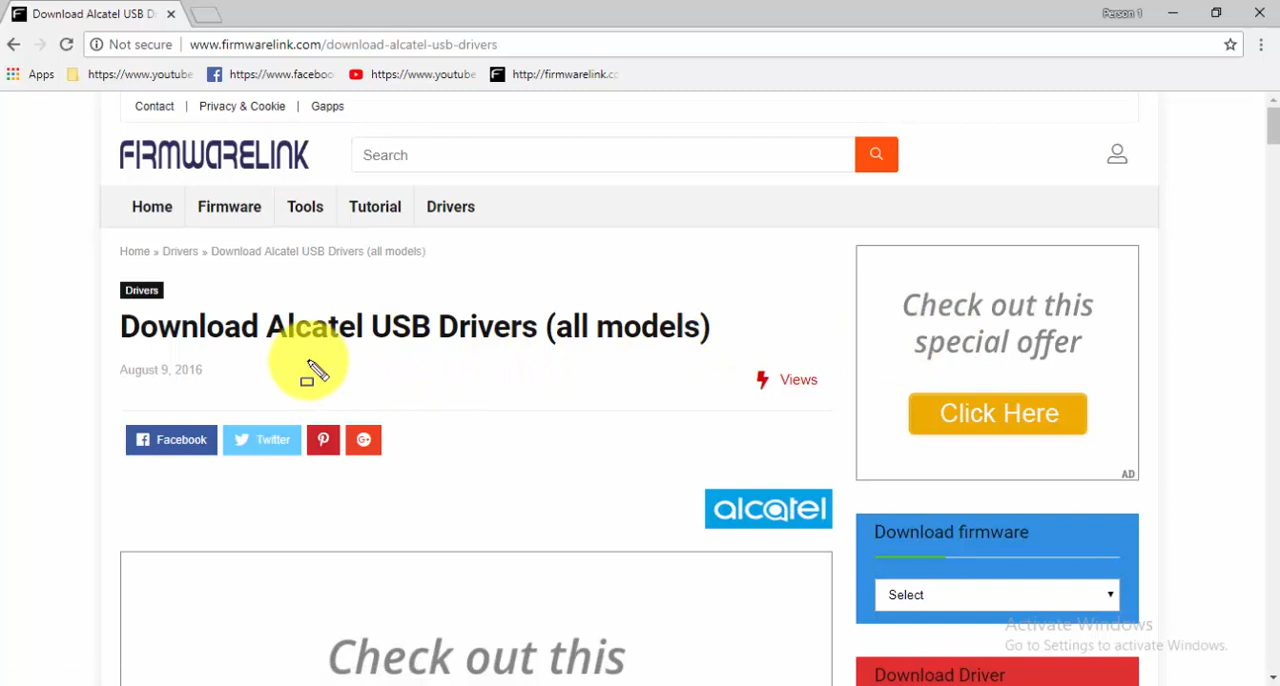 Download Alcatel USB D
Person 1
Not secure
www.firmwarelink.com/download-alcatel-usb-drivers
Apps
https://www.youtube
https://www.faceboo
https://www.youtube
http://firmwarelink.c
Contact | Privacy & Cookie | Gapps
FIRMWARELINK
Search
Home Firmware Tools Tutorial Drivers
Home » Drivers » Download Alcatel USB Drivers (all models)
Drivers
Download Alcatel USB Drivers (all models)
August 9, 2016
Views
Facebook
Twitter
alcatel
Check out this
Check out this
special offer
Click Here
AD
Download firmware
Select
Activate Windows
Go to Settings to activate Windows.
Download Driver